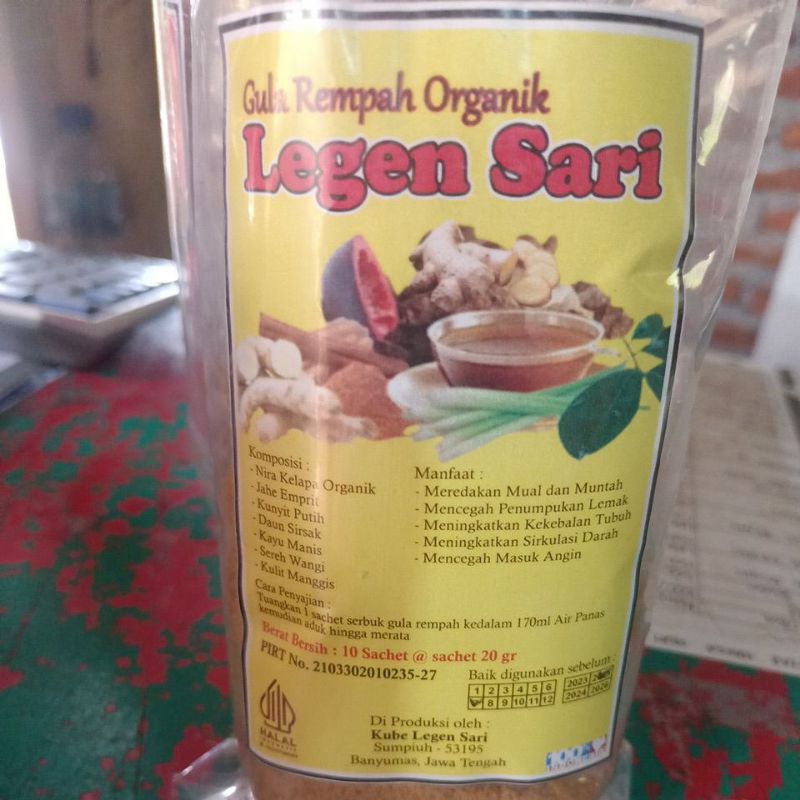 Gula Rempah Organik
Legen Sari
Komposisi :
- Nira Kelapa Organik
- Jahe Emprit
- Kunyit Putih
- Daun Sirsak
- Kayu Manis
- Sereh Wangi
- Kulit Manggis
Manfaat :
- Meredakan Mual dan Muntah
- Mencegah Penumpukan Lemak
- Meningkatkan Kekebalan Tubuh
- Meningkatkan Sirkulasi Darah
- Mencegah Masuk Angin
Cara Penyajian :
Tuangkan 1 sachet serbuk gula rempah kedalam 170ml Air Panas
kemudian aduk hingga merata
Berat Bersih : 10 Sachet @ sachet 20 gr
PIRT No. 2103302010235-27
Baik digunakan sebelum :
1 2 3 4 5 6 2023
8 9 10 11 12 2024 2026
HALAL
INDONESIA
Di Produksi oleh :
Kube Legen Sari
Sumpiuh - 53195
Banyumas, Jawa Tengah